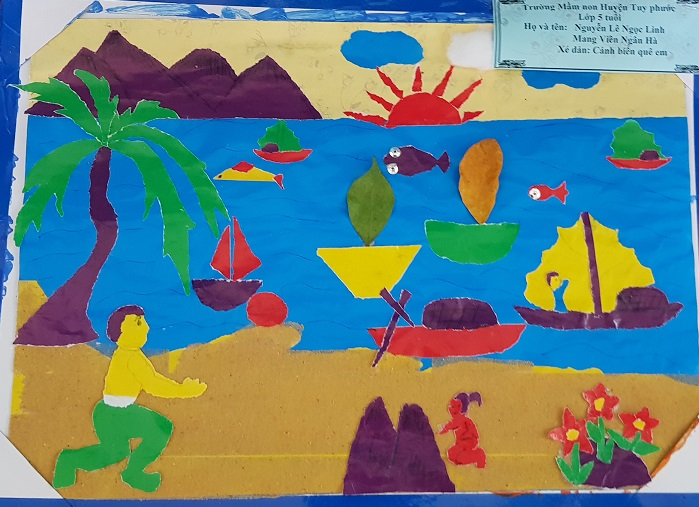 Trường Mầm non Huyện Tuy phước
Lớp 5 tuổi
Họ và tên: Nguyễn Lê Ngọc Linh
Mang Viên Ngân Hà
Xé dán: Cảnh biển quê em